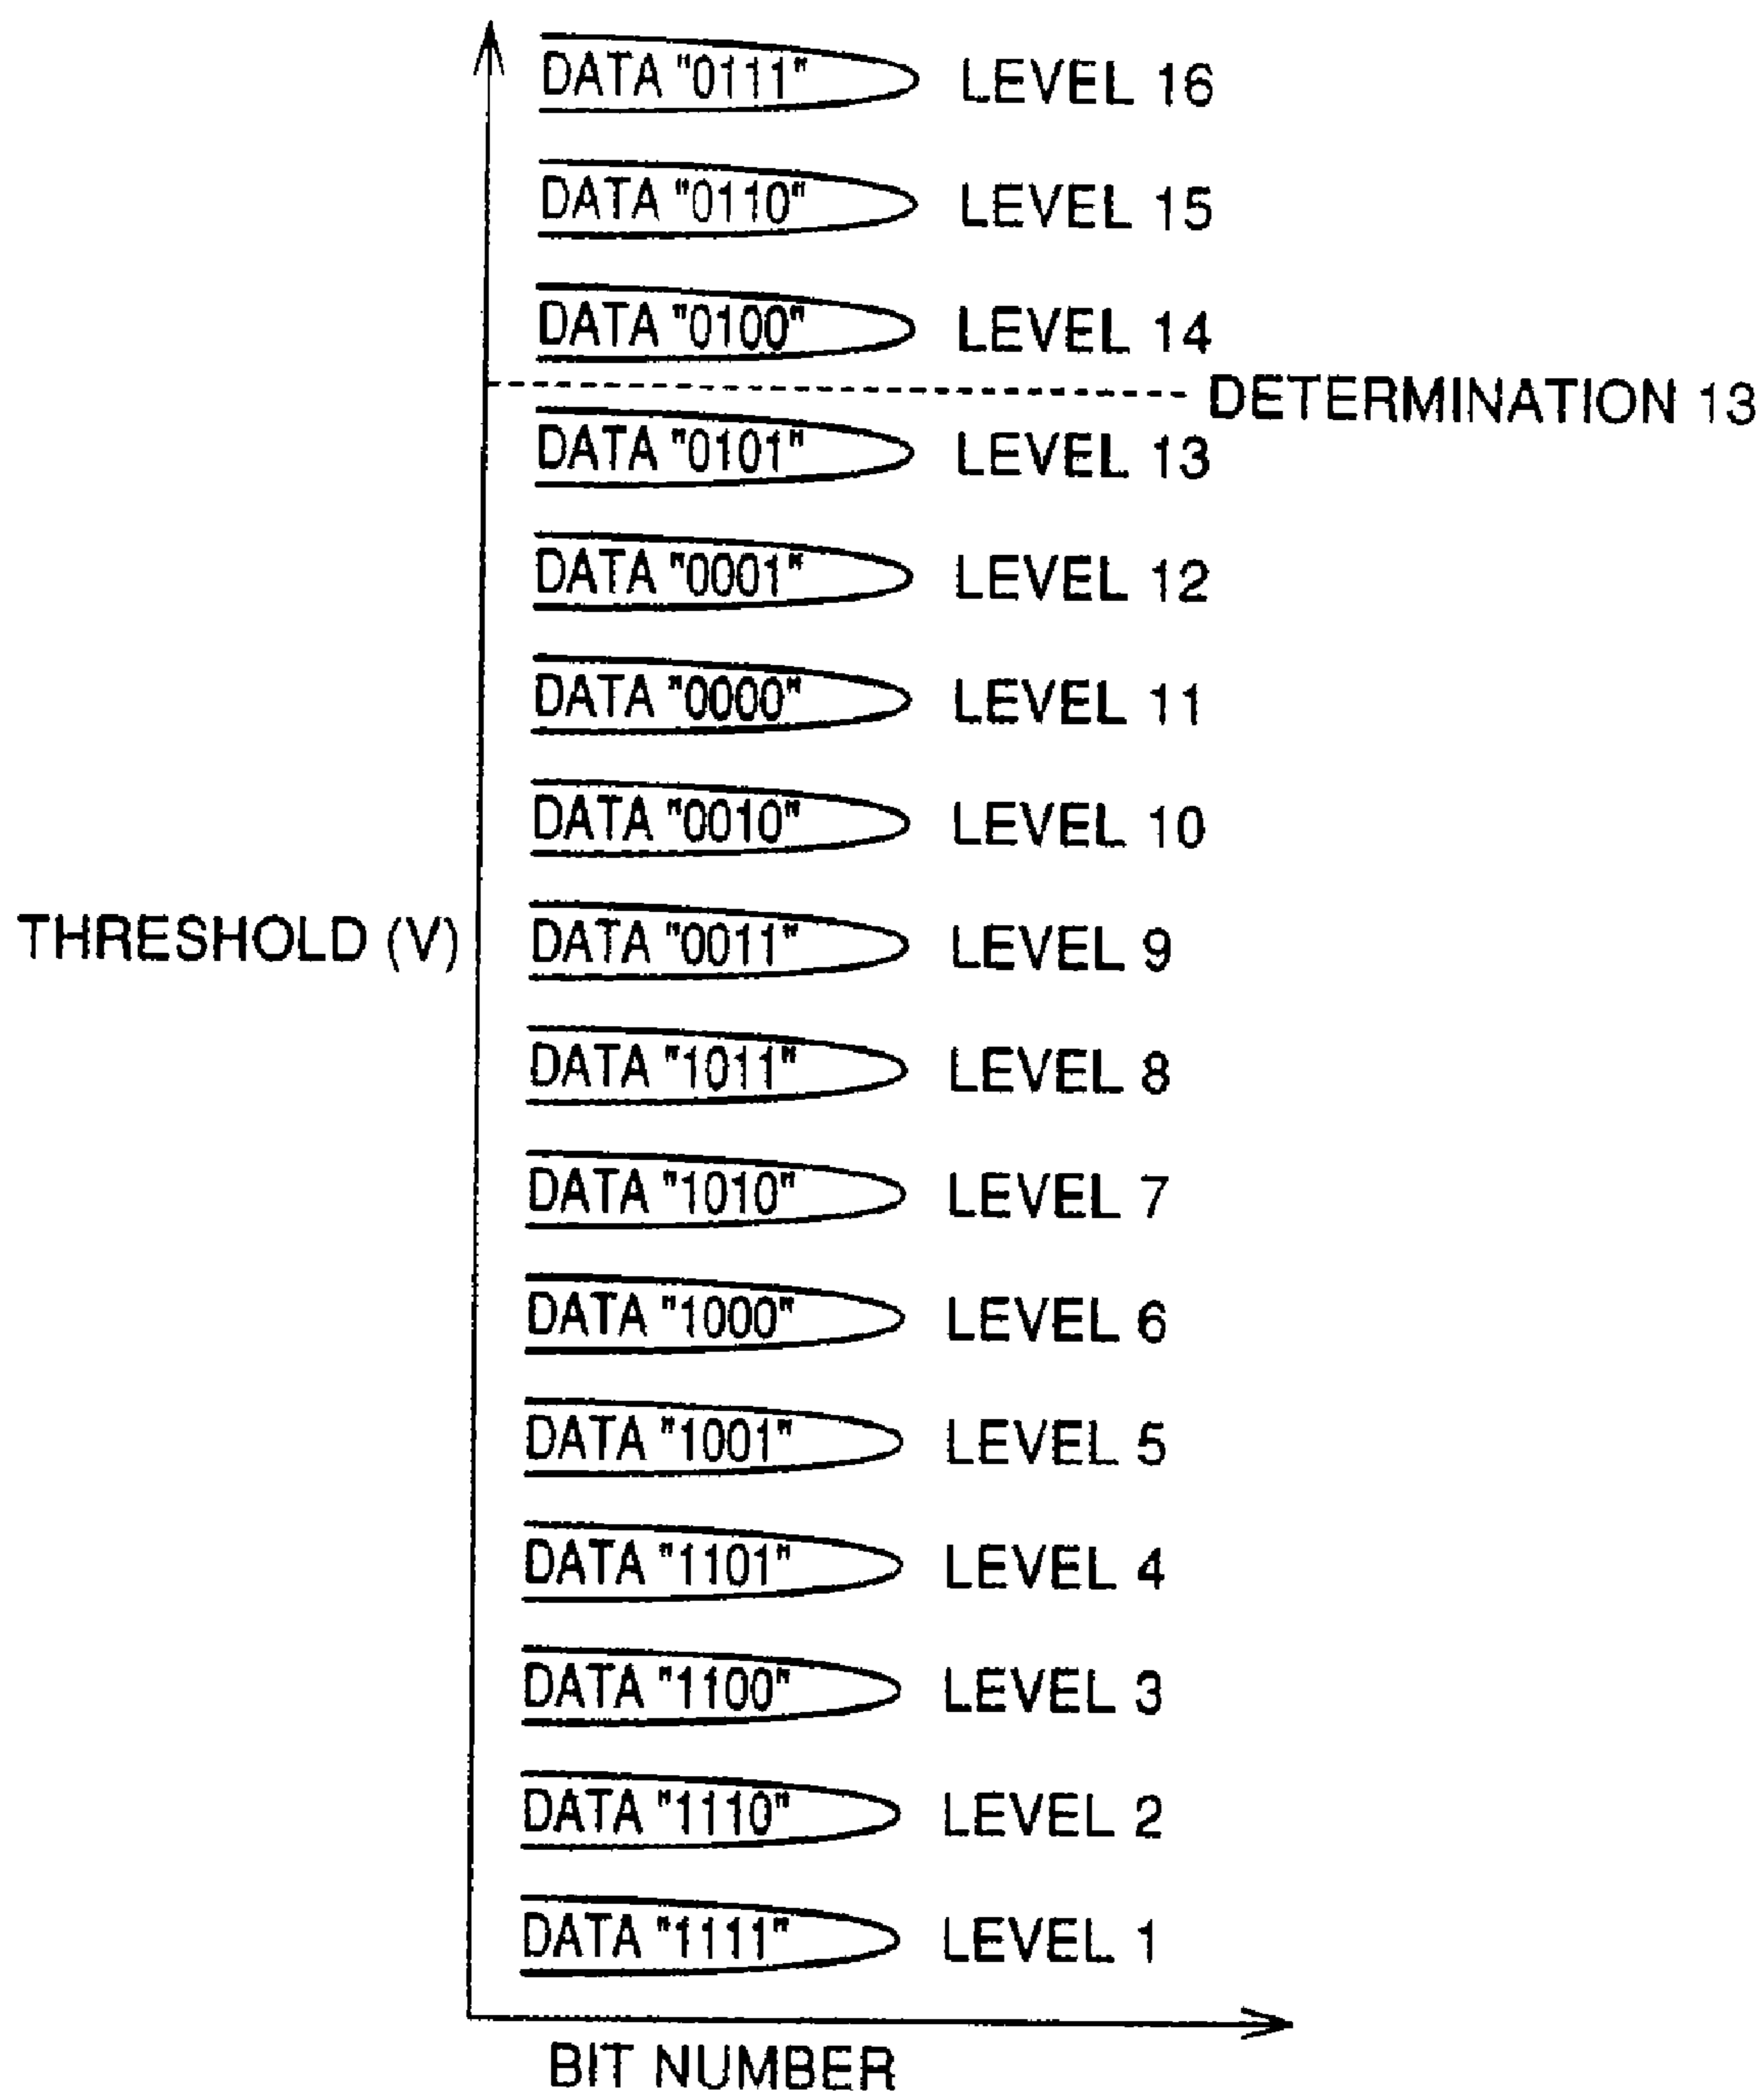 DATA "0111" LEVEL 16
DATA "0110" LEVEL 15
DATA "0100" LEVEL 14
DETERMINATION 13
DATA "0101" LEVEL 13
DATA "0001" LEVEL 12
DATA "0000" LEVEL 11
DATA "0010" LEVEL 10
THRESHOLD (V)
DATA "0011" LEVEL 9
DATA "1011" LEVEL 8
DATA "1010" LEVEL 7
DATA "1000" LEVEL 6
DATA "1001" LEVEL 5
DATA "1101" LEVEL 4
DATA "1100" LEVEL 3
DATA "1110" LEVEL 2
DATA "1111" LEVEL 1
BIT NUMBER